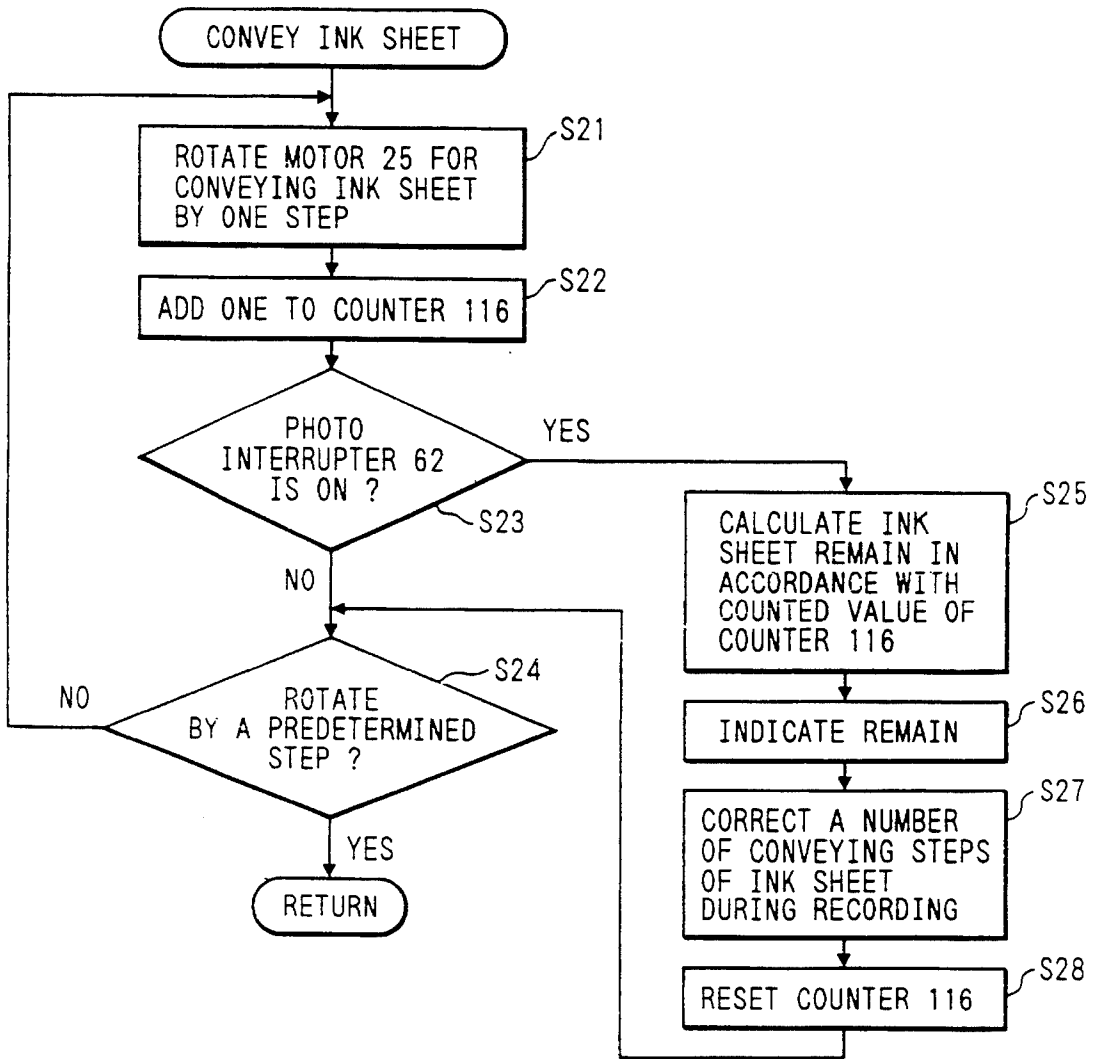 CONVEY INK SHEET
S21
ROTATE MOTOR 25 FOR
CONVEYING INK SHEET
BY ONE STEP
S22
ADD ONE TO COUNTER 116
PHOTO
INTERRUPTER 62
IS ON ?
YES
S23
NO
S24
ROTATE
BY A PREDETERMINED
STEP ?
NO
YES
RETURN
S25
CALCULATE INK
SHEET REMAIN IN
ACCORDANCE WITH
COUNTED VALUE OF
COUNTER 116
S26
INDICATE REMAIN
S27
CORRECT A NUMBER
OF CONVEYING STEPS
OF INK SHEET
DURING RECORDING
S28
RESET COUNTER 116